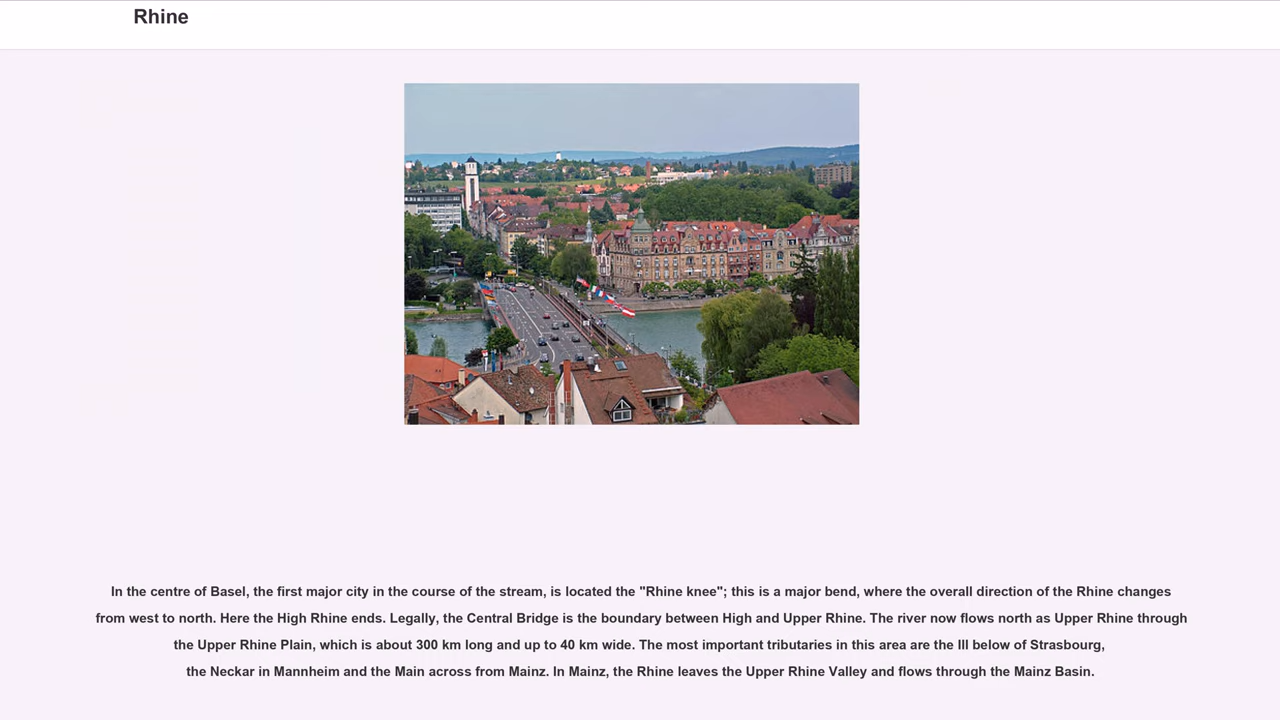 Rhine
In the centre of Basel, the first major city in the course of the stream, is located the "Rhine knee"; this is a major bend, where the overall direction of the Rhine changes
from west to north. Here the High Rhine ends. Legally, the Central Bridge is the boundary between High and Upper Rhine. The river now flows north as Upper Rhine through
the Upper Rhine Plain, which is about 300 km long and up to 40 km wide. The most important tributaries in this area are the Ill below of Strasbourg,
the Neckar in Mannheim and the Main across from Mainz. In Mainz, the Rhine leaves the Upper Rhine Valley and flows through the Mainz Basin.